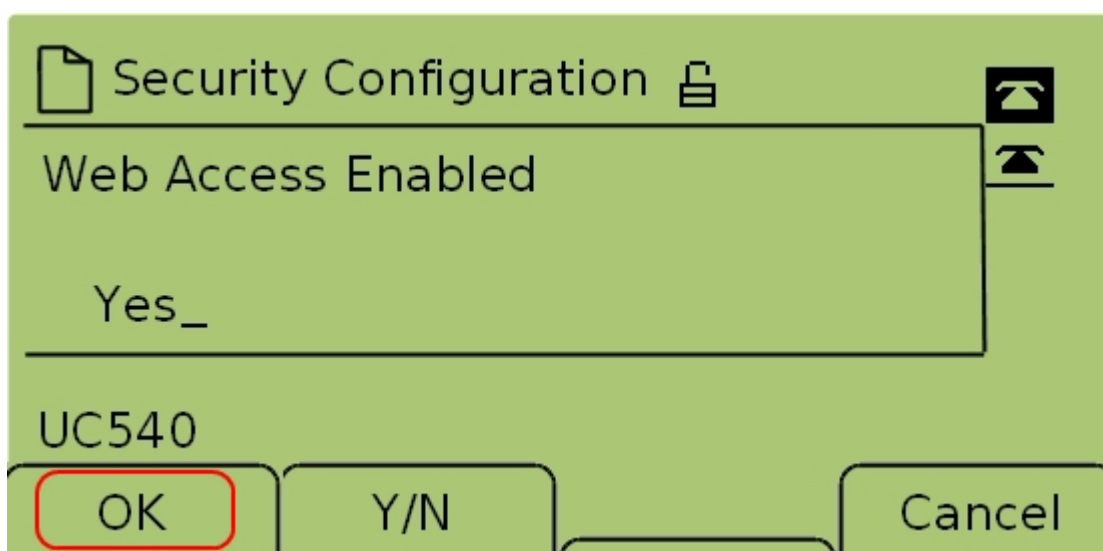 Security Configuration
Web Access Enabled
Yes_
UC540
OK Y/N Cancel